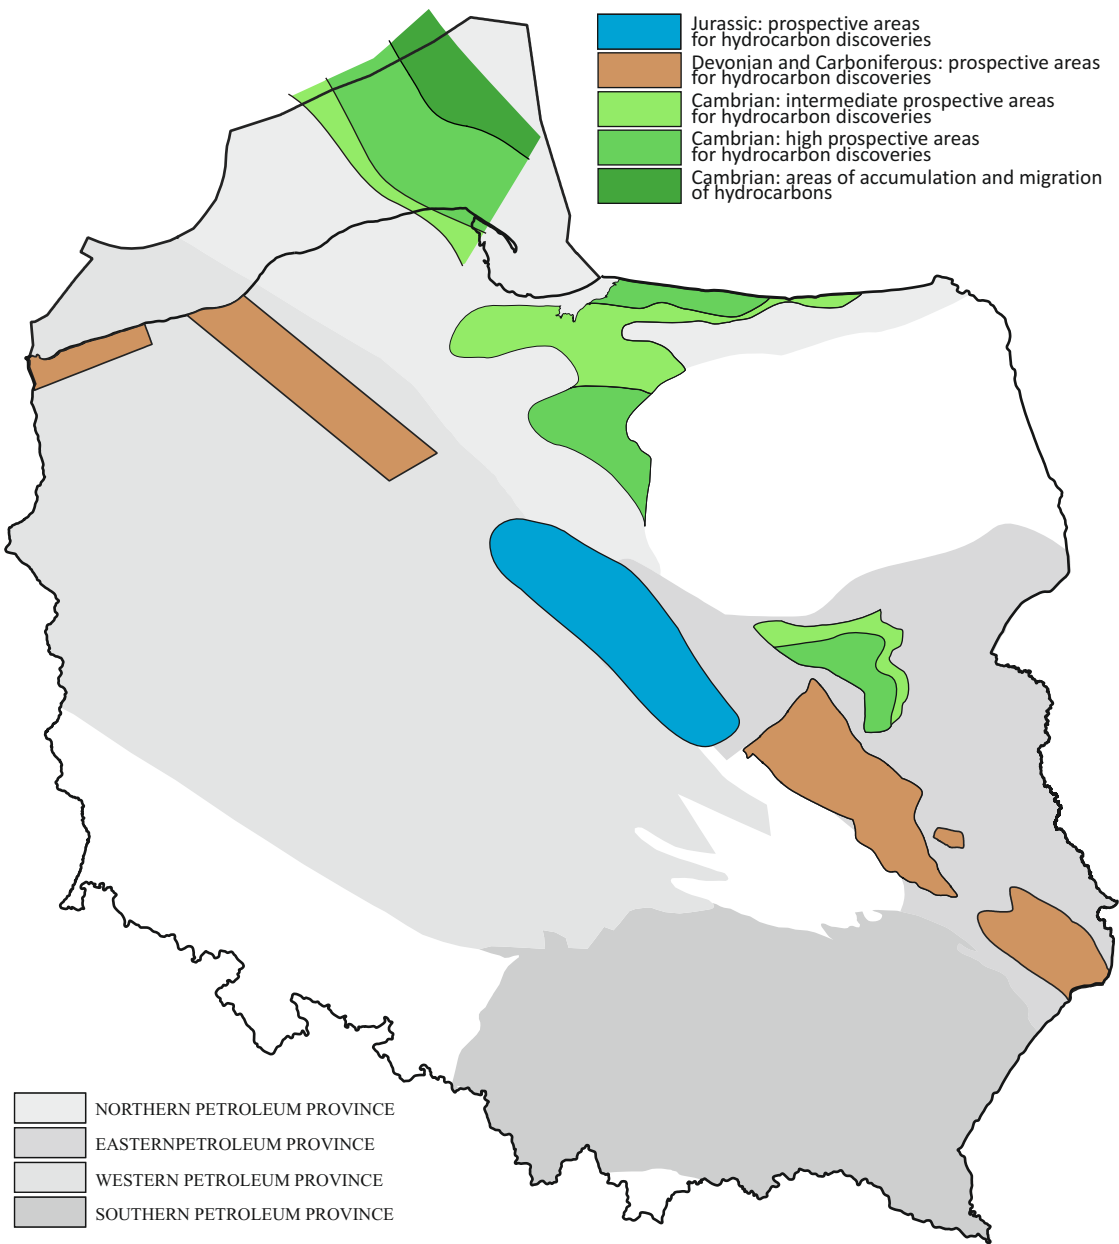 Jurassic: prospective areas
for hydrocarbon discoveries
Devonian and Carboniferous: prospective areas
for hydrocarbon discoveries
Cambrian: intermediate prospective areas
for hydrocarbon discoveries
Cambrian: high prospective areas
for hydrocarbon discoveries
Cambrian: areas of accumulation and migration
of hydrocarbons
NORTHERN PETROLEUM PROVINCE
EASTERNPETROLEUM PROVINCE
WESTERN PETROLEUM PROVINCE
SOUTHERN PETROLEUM PROVINCE